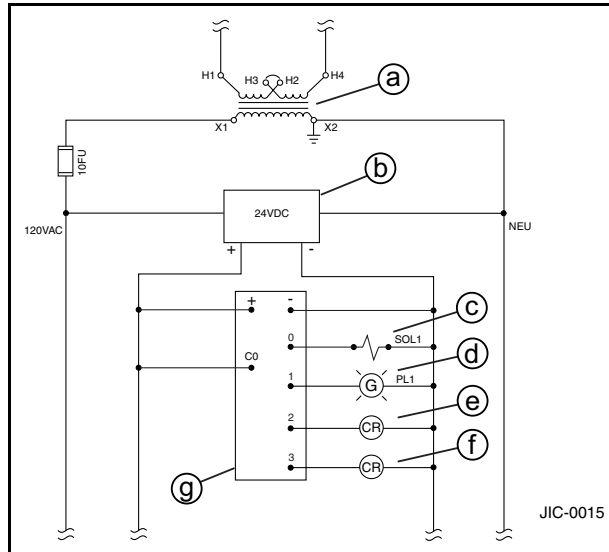 H1 H3 H2 H4
a
X1 X2
10FU
b
24VDC
120VAC NEU
+ -
+ -
c
0 SOL1
C0
d
1 PL1
G
e
2 CR
f
3 CR
g
JIC-0015